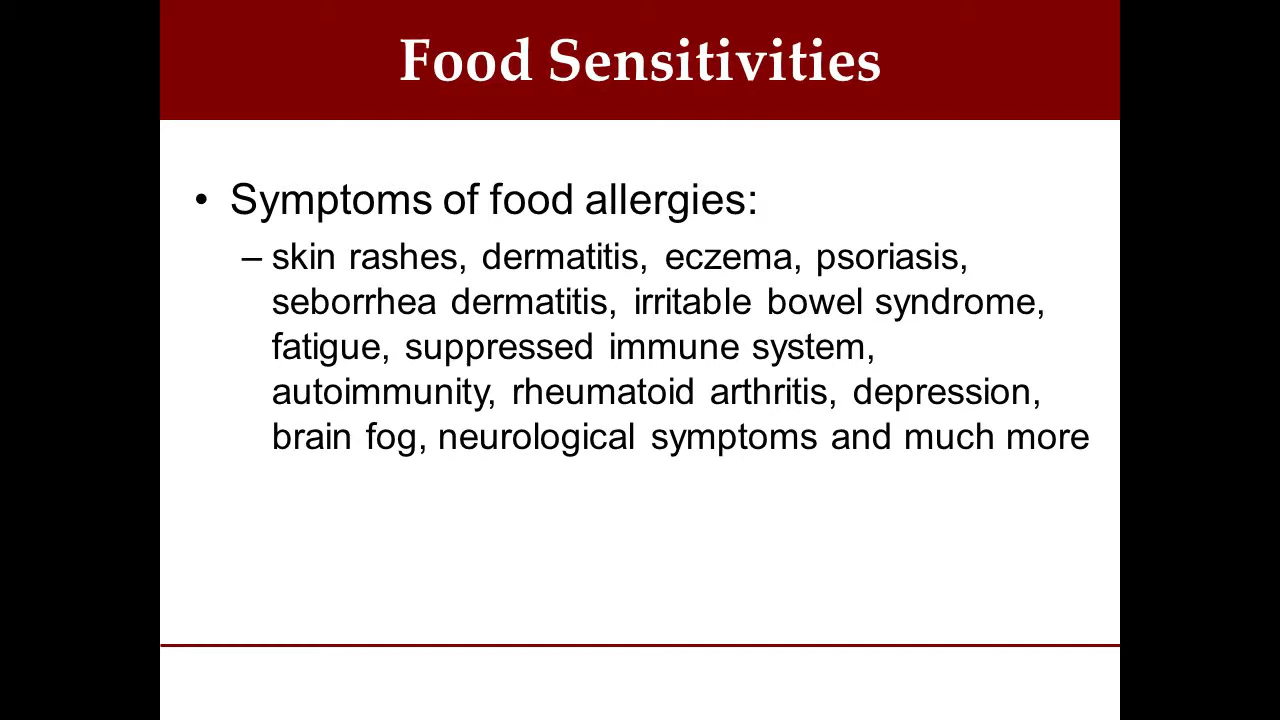 Food Sensitivities
• Symptoms of food allergies:
– skin rashes, dermatitis, eczema, psoriasis,
seborrhea dermatitis, irritable bowel syndrome,
fatigue, suppressed immune system,
autoimmunity, rheumatoid arthritis, depression,
brain fog, neurological symptoms and much more